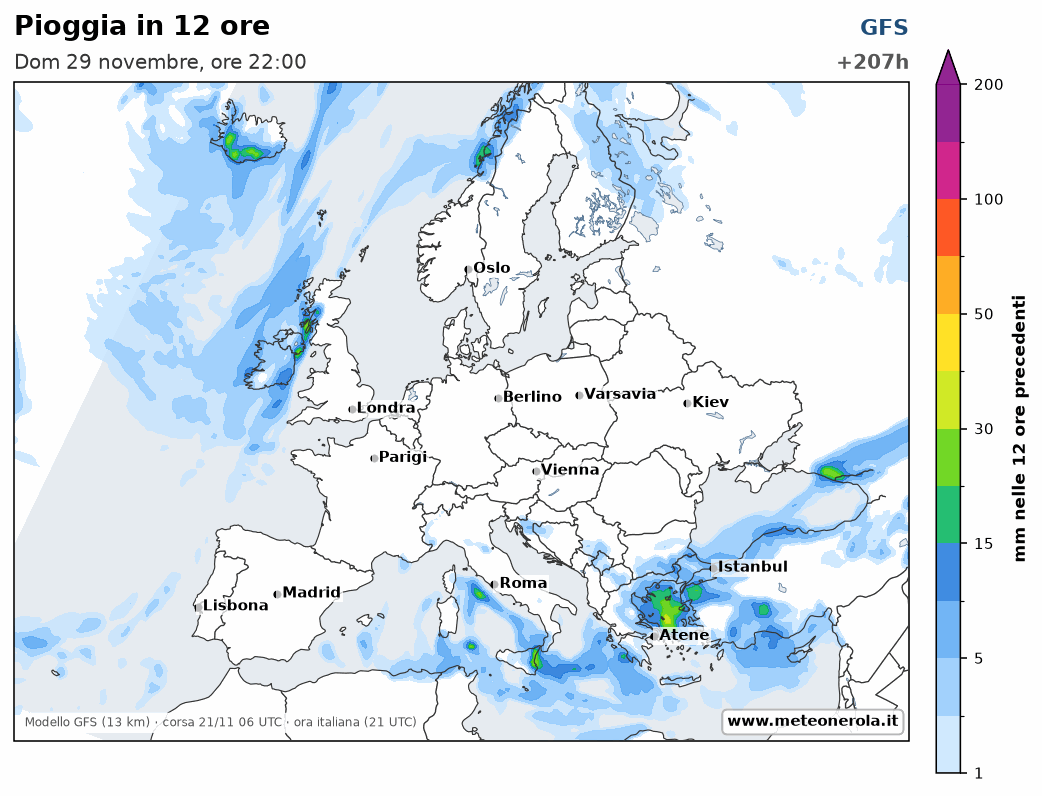 Pioggia in 12 ore
GFS
Dom 29 novembre, ore 22:00
+207h
200
100
50
30
15
5
1
mm nelle 12 ore precedenti
Oslo
Berlino
Varsavia
Kiev
Londra
Parigi
Vienna
Istanbul
Roma
Madrid
Lisbona
Atene
Modello GFS (13 km) · corsa 21/11 06 UTC · ora italiana (21 UTC)
www.meteonerola.it